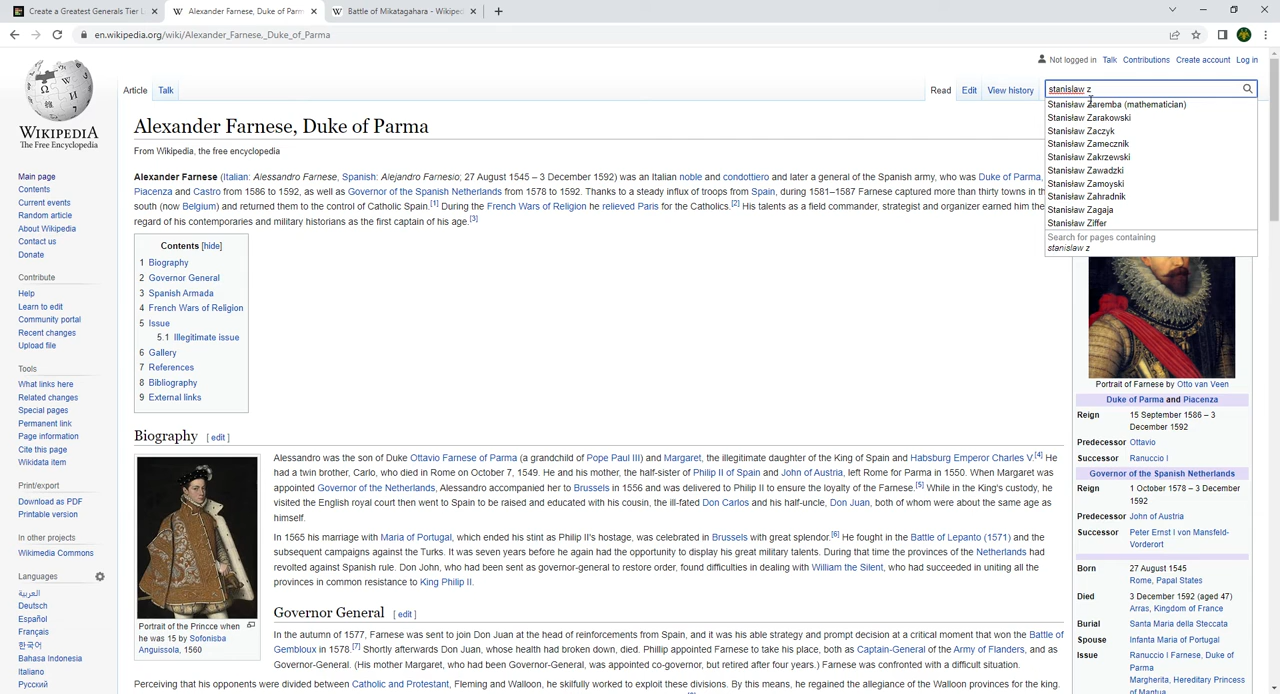 Create a Greatest Generals Tier L
Alexander Farnese, Duke of Parm
Battle of Mikatagahara - Wikiped
en.wikipedia.org/wiki/Alexander_Farnese,_Duke_of_Parma
Not logged in Talk Contributions Create account Log in
WIKIPEDIA
The Free Encyclopedia
Main page
Contents
Current events
Random article
About Wikipedia
Contact us
Donate
Contribute
Help
Learn to edit
Community portal
Recent changes
Upload file
Tools
What links here
Related changes
Special pages
Permanent link
Page information
Cite this page
Wikidata item
Print/export
Download as PDF
Printable version
In other projects
Wikimedia Commons
Languages
العربية
Deutsch
Español
Français
한국어
Bahasa Indonesia
Italiano
Русский
Article Talk
Read Edit View history
stanislaw z
Stanisław Zaremba (mathematician)
Stanisław Zarakowski
Stanisław Zaczyk
Stanisław Zamecznik
Stanisław Zakrzewski
Stanisław Zawadzki
Stanisław Zamoyski
Stanisław Zahradnik
Stanisław Zagaja
Stanisław Ziffer
Search for pages containing
stanislaw z
Alexander Farnese, Duke of Parma
From Wikipedia, the free encyclopedia
Alexander Farnese (Italian: Alessandro Farnese, Spanish: Alejandro Farnesio; 27 August 1545 – 3 December 1592) was an Italian noble and condottiero and later a general of the Spanish army, who was Duke of Parma,
Piacenza and Castro from 1586 to 1592, as well as Governor of the Spanish Netherlands from 1578 to 1592. Thanks to a steady influx of troops from Spain, during 1581–1587 Farnese captured more than thirty towns in th
south (now Belgium) and returned them to the control of Catholic Spain.[1] During the French Wars of Religion he relieved Paris for the Catholics.[2] His talents as a field commander, strategist and organizer earned him the
regard of his contemporaries and military historians as the first captain of his age.[3]
Contents [hide]
1 Biography
2 Governor General
3 Spanish Armada
4 French Wars of Religion
5 Issue
5.1 Illegitimate issue
6 Gallery
7 References
8 Bibliography
9 External links
Biography [ edit ]
Portrait of the Princce when
he was 15 by Sofonisba
Anguissola, 1560
Alessandro was the son of Duke Ottavio Farnese of Parma (a grandchild of Pope Paul III) and Margaret, the illegitimate daughter of the King of Spain and Habsburg Emperor Charles V.[4] He
had a twin brother, Carlo, who died in Rome on October 7, 1549. He and his mother, the half-sister of Philip II of Spain and John of Austria, left Rome for Parma in 1550. When Margaret was
appointed Governor of the Netherlands, Alessandro accompanied her to Brussels in 1556 and was delivered to Philip II to ensure the loyalty of the Farnese.[5] While in the King's custody, he
visited the English royal court then went to Spain to be raised and educated with his cousin, the ill-fated Don Carlos and his half-uncle, Don Juan, both of whom were about the same age as
himself.
In 1565 his marriage with Maria of Portugal, which ended his stint as Philip II's hostage, was celebrated in Brussels with great splendor.[6] He fought in the Battle of Lepanto (1571) and in the
subsequent campaigns against the Turks. It was seven years before he again had the opportunity to display his great military talents. During that time the provinces of the Netherlands had
revolted against Spanish rule. Don John, who had been sent as governor-general to restore order, found difficulties in dealing with William the Silent, who had succeeded in uniting all the
provinces in common resistance to King Philip II.
Governor General [ edit ]
In the autumn of 1577, Farnese was sent to join Don Juan at the head of reinforcements from Spain, and it was his able strategy and prompt decision at a critical moment that won the Battle of
Gembloux in 1578.[7] Shortly afterwards Don Juan, whose health had broken down, died. Phillip appointed Farnese to take his place, both as Captain-General of the Army of Flanders, and as
Governor-General. (His mother Margaret, who had been Governor-General, was appointed co-governor, but retired after four years.) Farnese was confronted with a difficult situation.
Perceiving that his opponents were divided between Catholic and Protestant, Fleming and Walloon, he skilfully worked to exploit these divisions. By this means, he regained the allegiance of the Walloon provinces for the king.
Portrait of Farnese by Otto van Veen
Duke of Parma and Piacenza
Reign 15 September 1586 – 3
December 1592
Predecessor Ottavio
Successor Ranuccio I
Governor of the Spanish Netherlands
Reign 1 October 1578 – 3 December
1592
Predecessor John of Austria
Successor Peter Ernst I von Mansfeld-
Vorderort
Born 27 August 1545
Rome, Papal States
Died 3 December 1592 (aged 47)
Arras, Kingdom of France
Burial Santa Maria della Steccata
Spouse Infanta Maria of Portugal
Issue Ranuccio I Farnese, Duke of
Parma
Margherita, Hereditary Princess
of Mantua